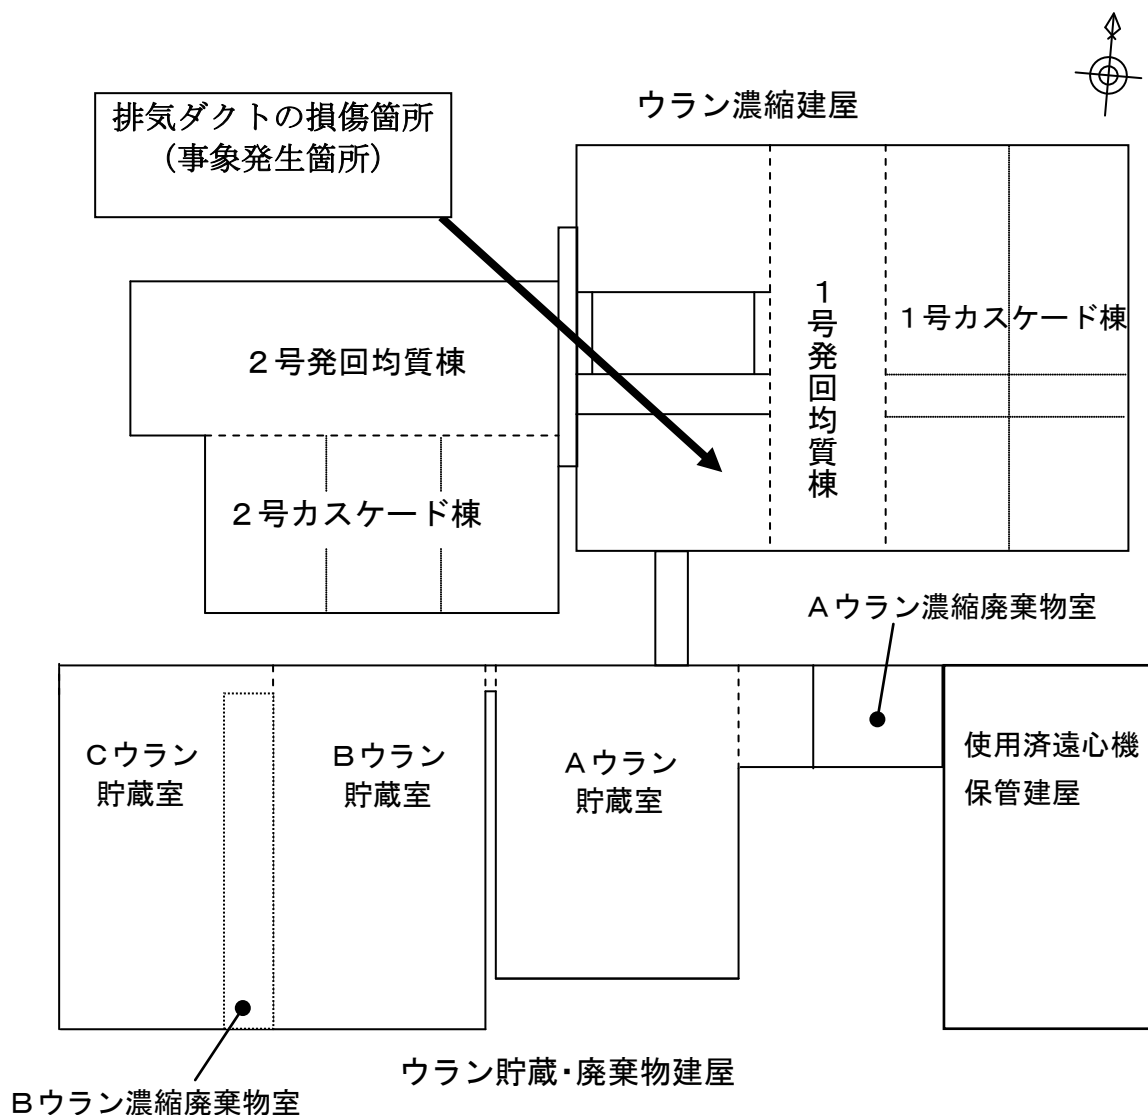 ウラン濃縮建屋
排気ダクトの損傷箇所
(事象発生箇所)
1号発回均質棟
1号カスケード棟
2号発回均質棟
2号カスケード棟
Aウラン濃縮廃棄物室
Cウラン
貯蔵室
Bウラン
貯蔵室
Aウラン
貯蔵室
使用済遠心機
保管建屋
ウラン貯蔵・廃棄物建屋
Bウラン濃縮廃棄物室